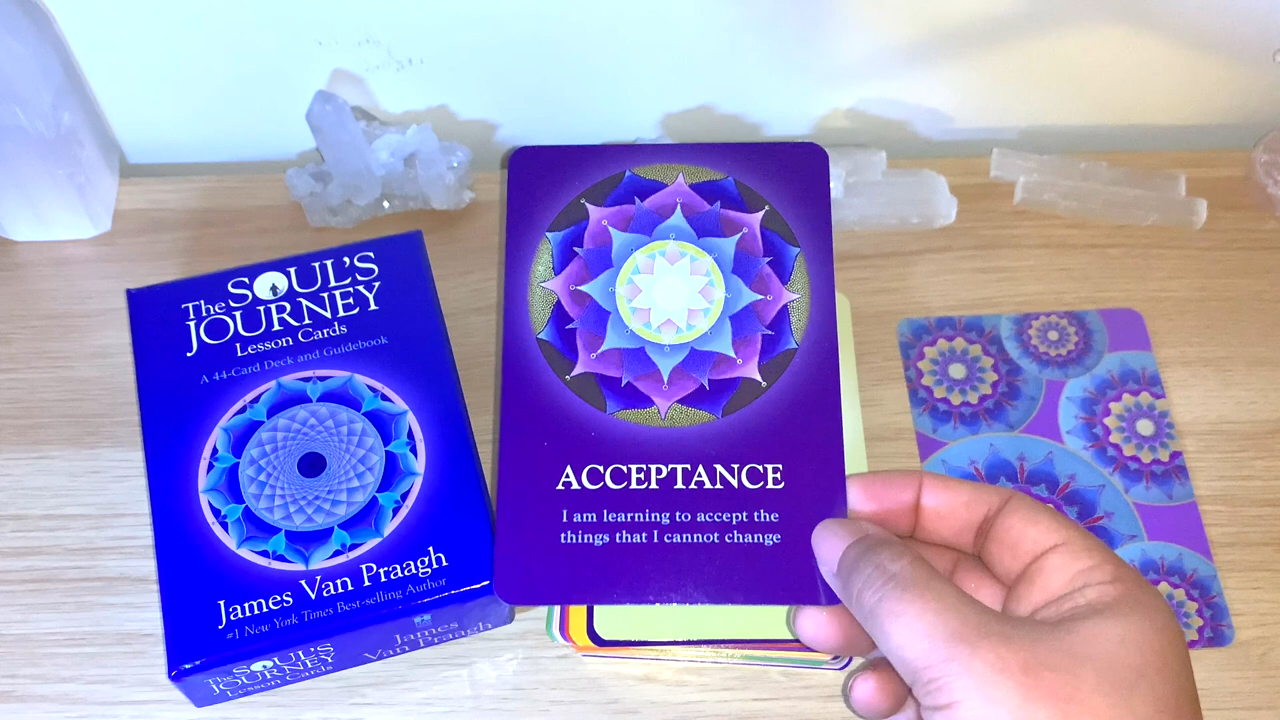 The SOUL'S
JOURNEY
Lesson Cards
A 44-Card Deck and Guidebook
James Van Praagh
#1 New York Times Best-selling Author
The SOUL'S
JOURNEY
Lesson Cards
James
Van Praagh
ACCEPTANCE
I am learning to accept the
things that I cannot change